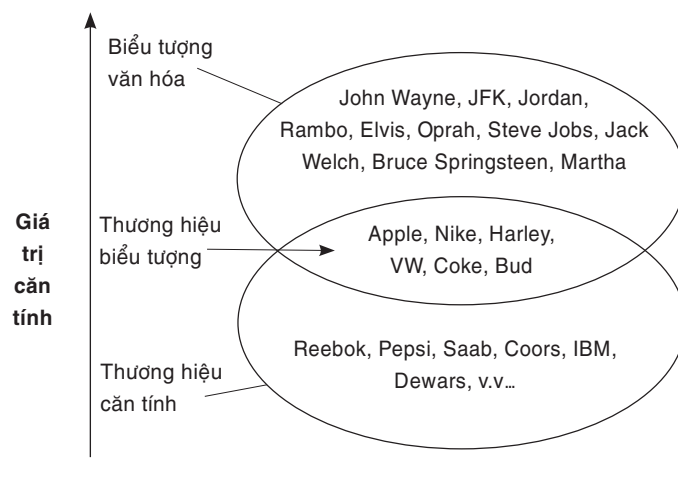 Biểu tượng
văn hóa
John Wayne, JFK, Jordan,
Rambo, Elvis, Oprah, Steve Jobs, Jack
Welch, Bruce Springsteen, Martha
Giá
trị
căn
tính
Thương hiệu
biểu tượng
Apple, Nike, Harley,
VW, Coke, Bud
Thương hiệu
căn tính
Reebok, Pepsi, Saab, Coors, IBM,
Dewars, v.v...